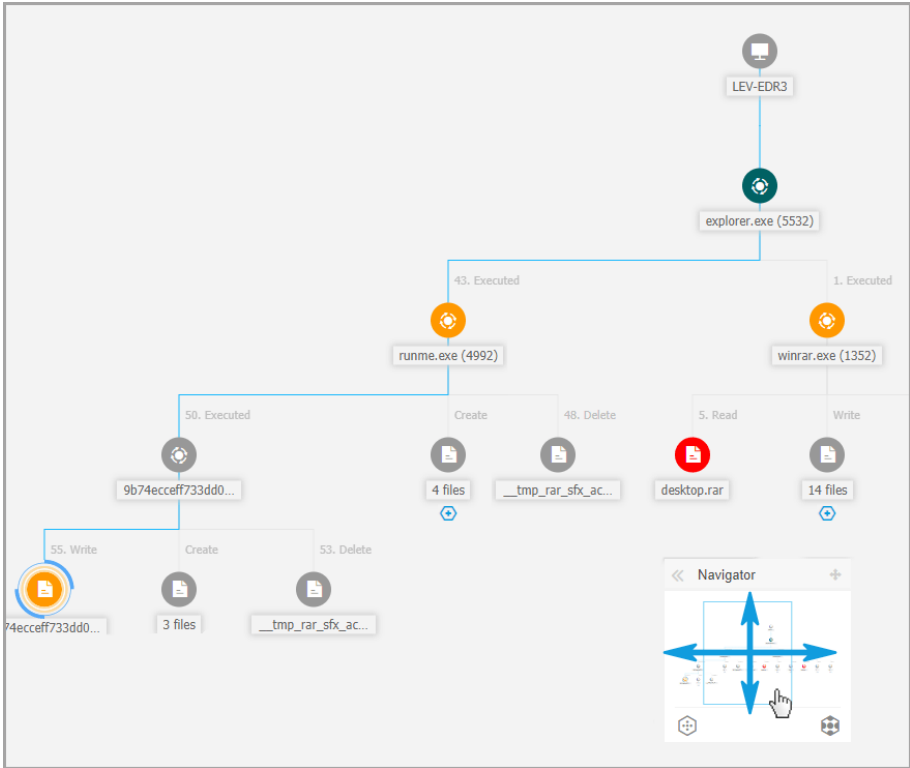 LEV-EDR3
explorer.exe (5532)
43. Executed
1. Executed
runme.exe (4992)
winrar.exe (1352)
50. Executed
Create
48. Delete
5. Read
Write
9b74ecceff733dd0...
4 files
__tmp_rar_sfx_ac...
desktop.rar
14 files
55. Write
Create
53. Delete
74ecceff733dd0...
3 files
__tmp_rar_sfx_ac...
Navigator